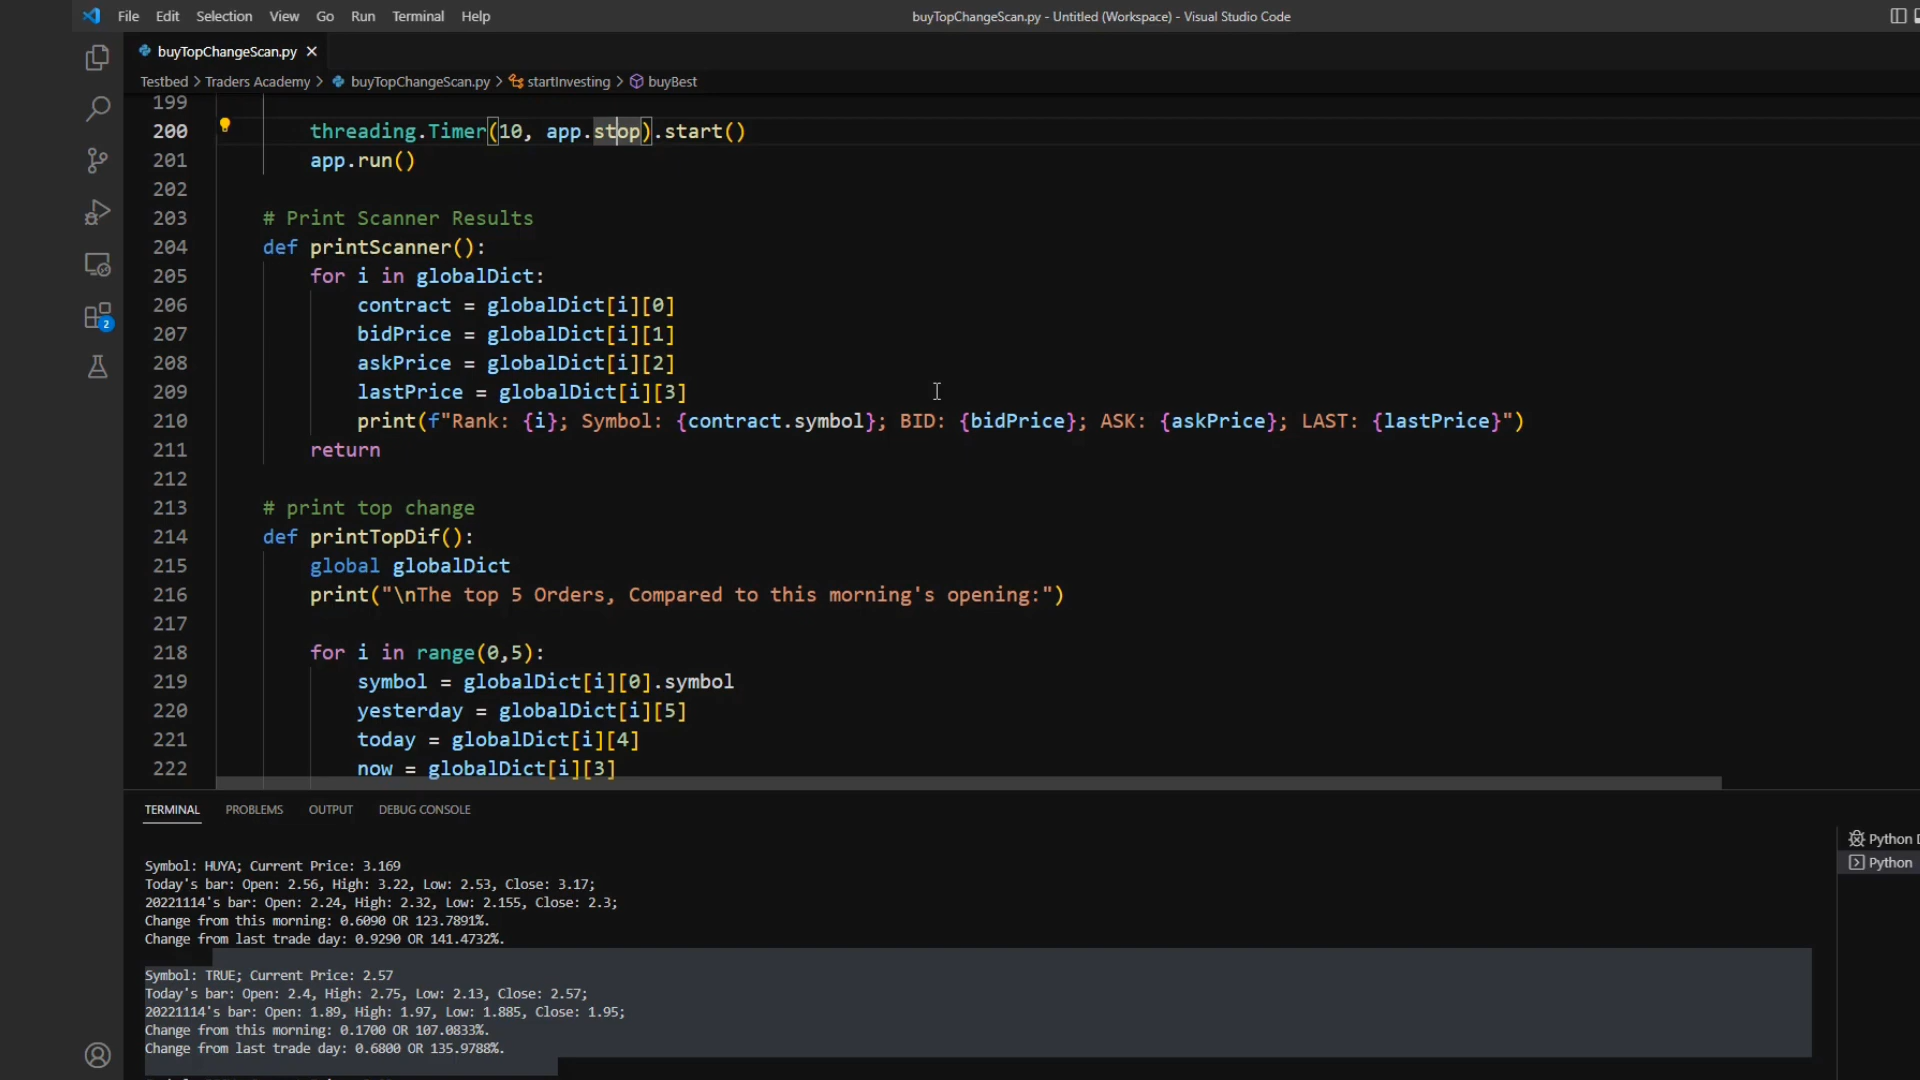 File Edit Selection View Go Run Terminal Help
buyTopChangeScan.py - Untitled (Workspace) - Visual Studio Code
buyTopChangeScan.py
Testbed > Traders Academy > buyTopChangeScan.py > startInvesting > buyBest
199
200 threading.Timer(10, app.stop).start()
201 app.run()
202
203 # Print Scanner Results
204 def printScanner():
205 for i in globalDict:
206 contract = globalDict[i][0]
207 bidPrice = globalDict[i][1]
208 askPrice = globalDict[i][2]
209 lastPrice = globalDict[i][3]
210 print(f"Rank: {i}; Symbol: {contract.symbol}; BID: {bidPrice}; ASK: {askPrice}; LAST: {lastPrice}")
211 return
212
213 # print top change
214 def printTopDif():
215 global globalDict
216 print("\nThe top 5 Orders, Compared to this morning's opening:")
217
218 for i in range(0,5):
219 symbol = globalDict[i][0].symbol
220 yesterday = globalDict[i][5]
221 today = globalDict[i][4]
222 now = globalDict[i][3]
2
TERMINAL PROBLEMS OUTPUT DEBUG CONSOLE
Python D
Python
Symbol: HUYA; Current Price: 3.169
Today's bar: Open: 2.56, High: 3.22, Low: 2.53, Close: 3.17;
20221114's bar: Open: 2.24, High: 2.32, Low: 2.155, Close: 2.3;
Change from this morning: 0.6090 OR 123.7891%.
Change from last trade day: 0.9290 OR 141.4732%.
Symbol: TRUE; Current Price: 2.57
Today's bar: Open: 2.4, High: 2.75, Low: 2.13, Close: 2.57;
20221114's bar: Open: 1.89, High: 1.97, Low: 1.885, Close: 1.95;
Change from this morning: 0.1700 OR 107.0833%.
Change from last trade day: 0.6800 OR 135.9788%.